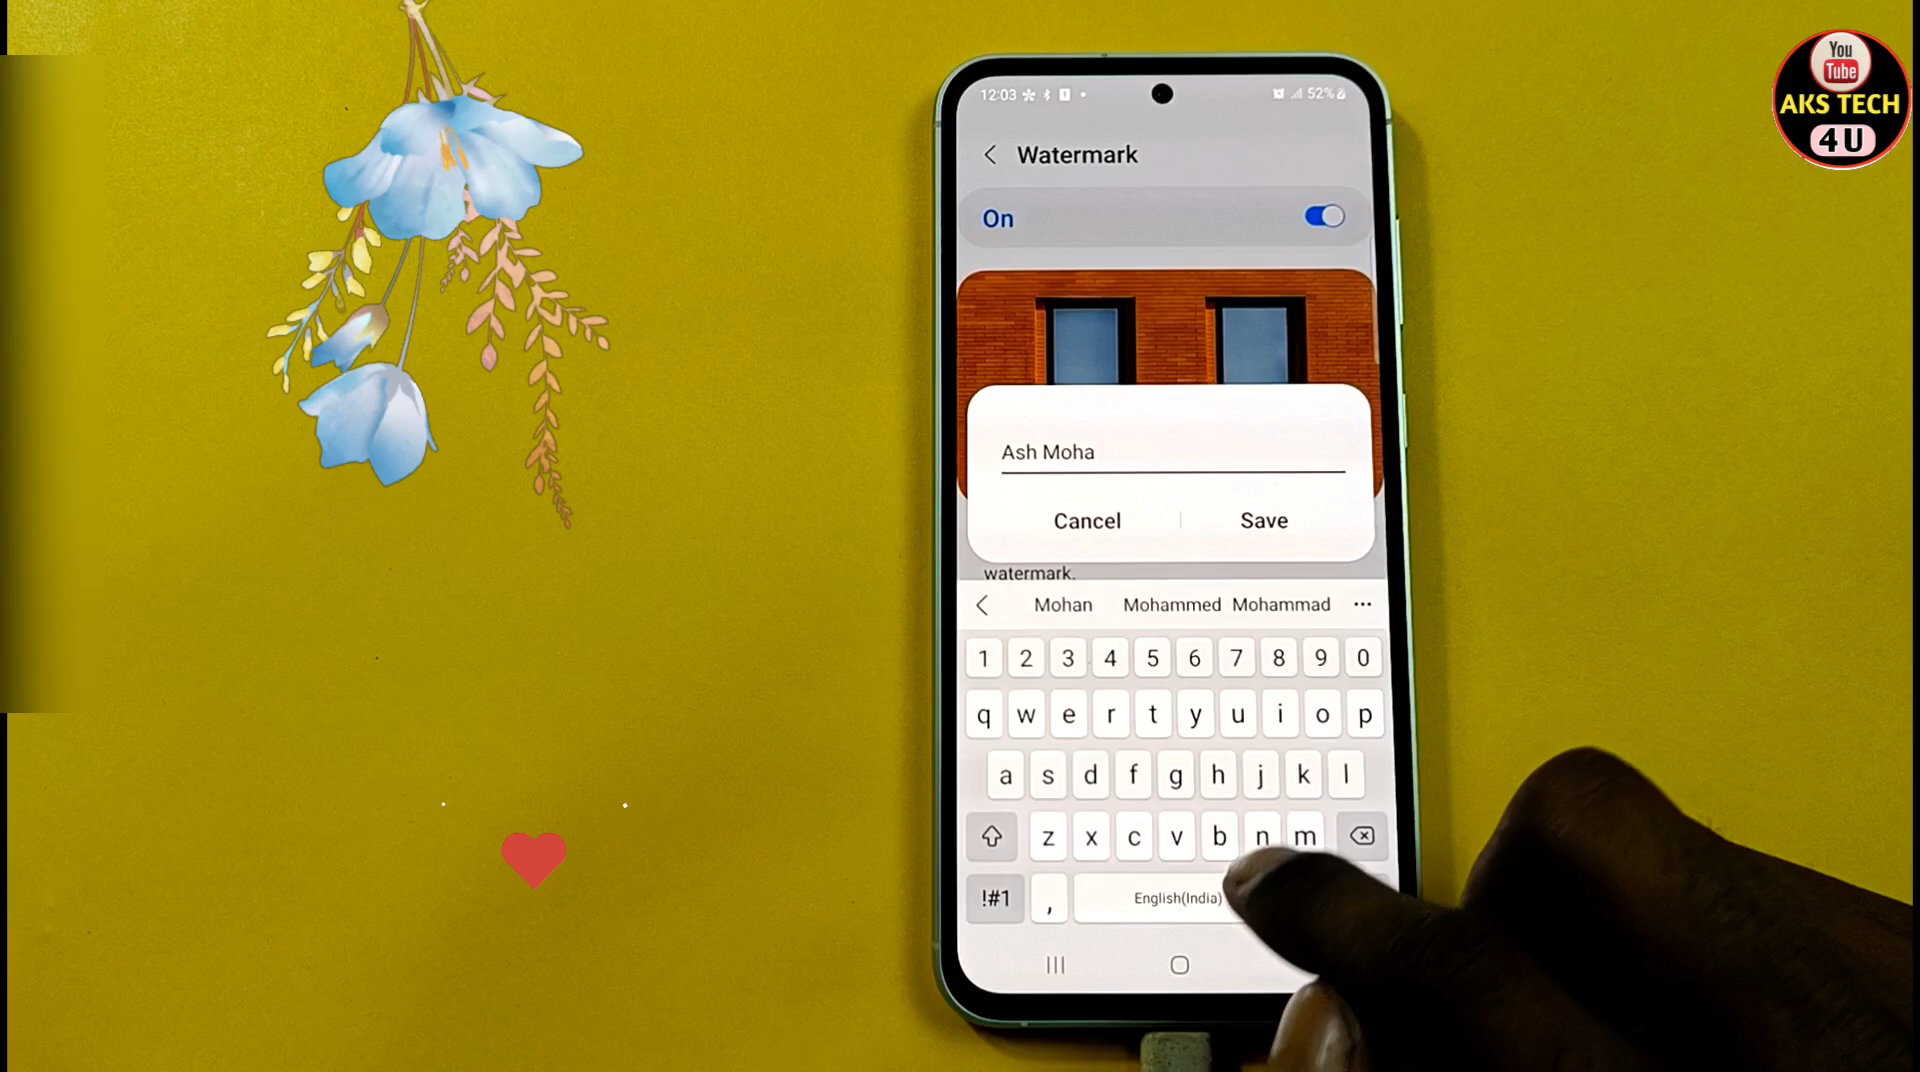 You
Tube
AKS TECH
4U
12:03 52%
Watermark
On
Ash Moha
Cancel Save
watermark.
Mohan Mohammed Mohammad ...
1 2 3 4 5 6 7 8 9 0
q w e r t y u i o p
a s d f g h j k l
z x c v b n m
!#1 , English(India)